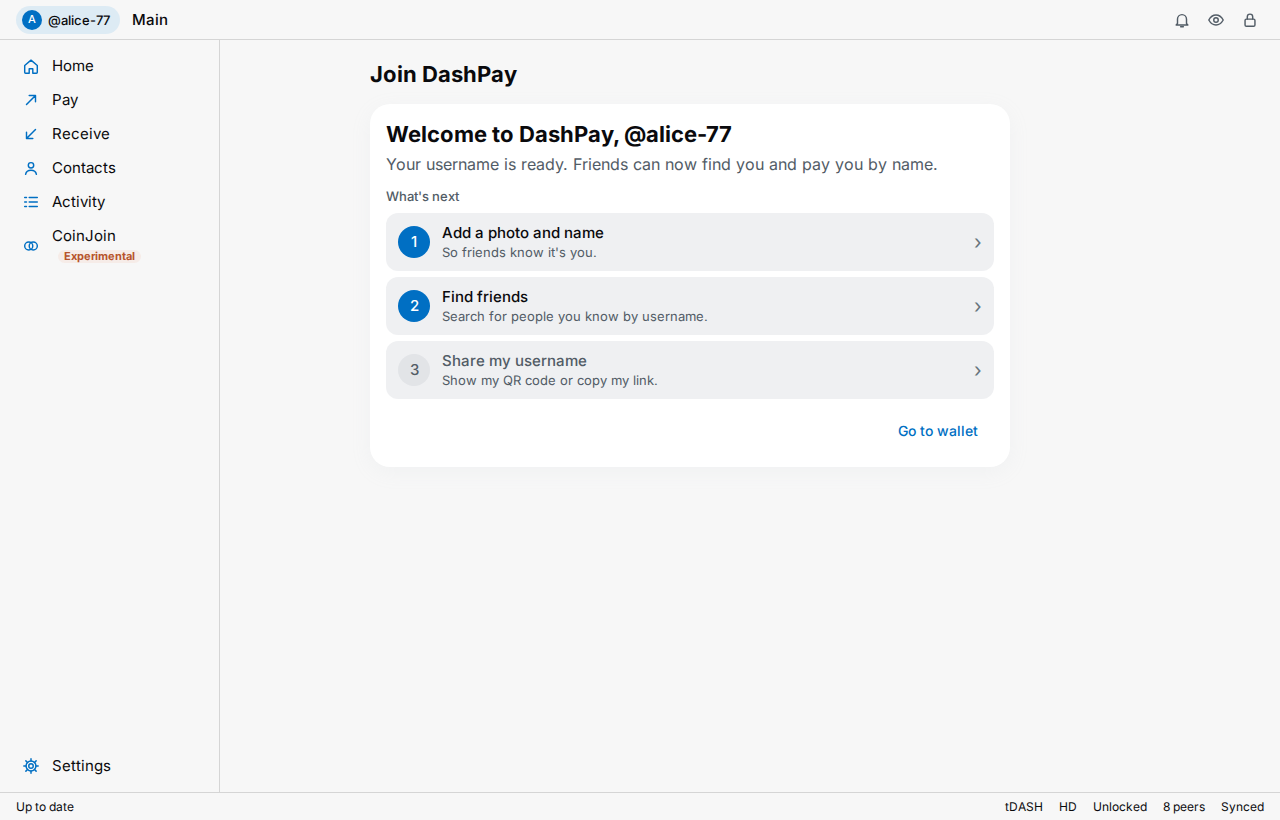 A @alice-77 Main
Home
Pay
Receive
Contacts
Activity
CoinJoin
Experimental
Settings
Join DashPay
Welcome to DashPay, @alice-77
Your username is ready. Friends can now find you and pay you by name.
What's next
1 Add a photo and name
So friends know it's you.
2 Find friends
Search for people you know by username.
3 Share my username
Show my QR code or copy my link.
Go to wallet
Up to date tDASH HD Unlocked 8 peers Synced